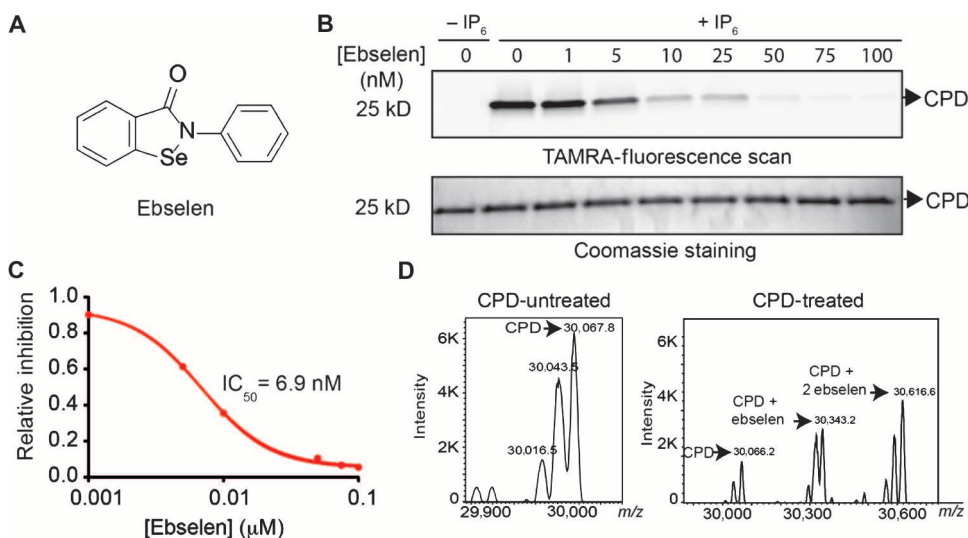 A
O
N
Se
Ebselen
B
– IP6 + IP6
[Ebselen] 0 0 1 5 10 25 50 75 100
(nM)
25 kD CPD
TAMRA-fluorescence scan
25 kD CPD
Coomassie staining
C
Relative inhibition
1.0
0.8
0.6
0.4
0.2
0.0
IC50 = 6.9 nM
0.001 0.01 0.1
[Ebselen] (μM)
D
CPD-untreated
Intensity
6K
4K
2K
0
CPD 30,067.8
30,043.5
30,016.5
29,900 30,000 m/z
CPD-treated
Intensity
6K
4K
2K
0
CPD +
2 ebselen 30,616.6
CPD +
ebselen 30,343.2
CPD 30,066.2
30,000 30,300 30,600 m/z